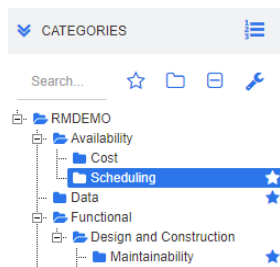 CATEGORIES
Search...
RMDEMO
Availability
Cost
Scheduling
Data
Functional
Design and Construction
Maintainability